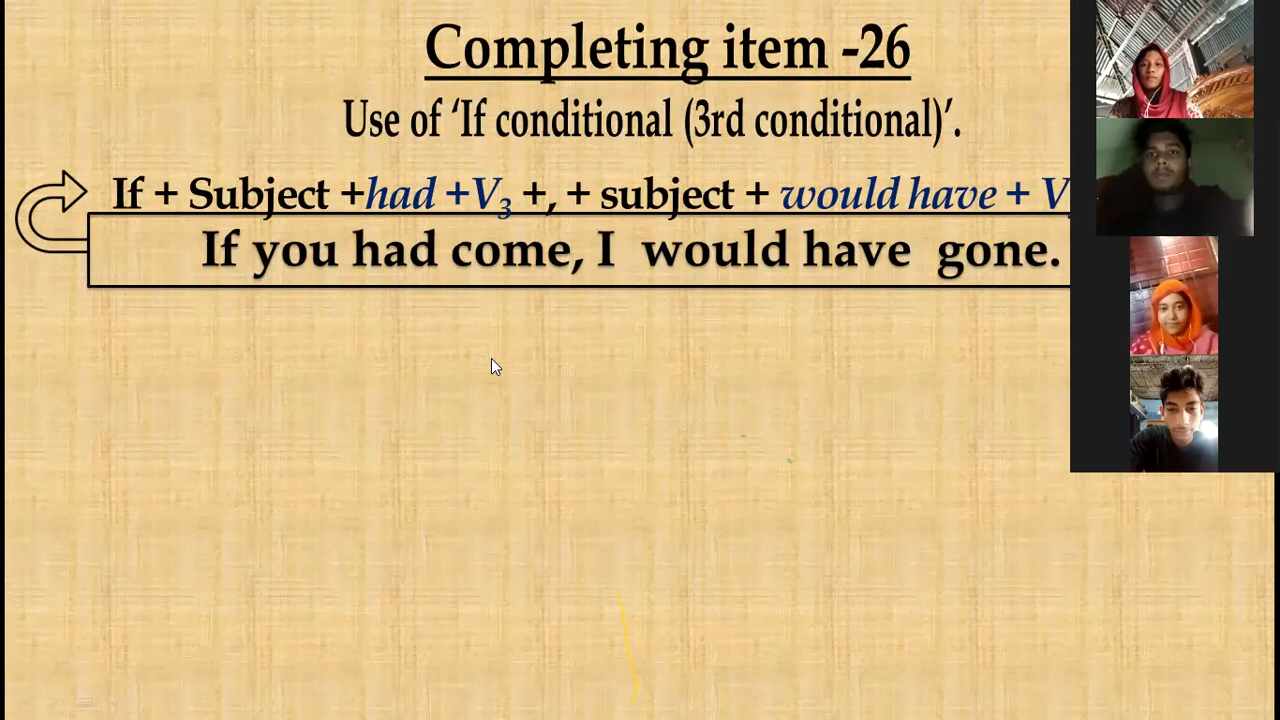 Completing item -26
Use of ‘If conditional (3rd conditional)’.
If + Subject +had +V₃ +, + subject + would have + V
If you had come, I would have gone.